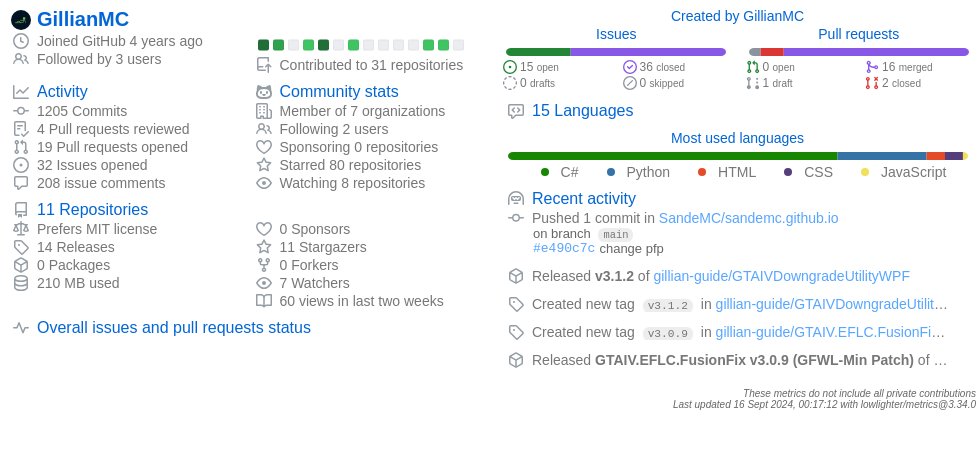 GillianMC
Joined GitHub 4 years ago
Followed by 3 users
Contributed to 31 repositories
Activity
1205 Commits
4 Pull requests reviewed
19 Pull requests opened
32 Issues opened
208 issue comments
Community stats
Member of 7 organizations
Following 2 users
Sponsoring 0 repositories
Starred 80 repositories
Watching 8 repositories
11 Repositories
Prefers MIT license
14 Releases
0 Packages
210 MB used
0 Sponsors
11 Stargazers
0 Forkers
7 Watchers
60 views in last two weeks
Overall issues and pull requests status
Created by GillianMC
Issues
15 open
36 closed
0 drafts
0 skipped
Pull requests
0 open
16 merged
1 draft
2 closed
15 Languages
Most used languages
C# Python HTML CSS JavaScript
Recent activity
Pushed 1 commit in SandeMC/sandemc.github.io
on branch main
#e490c7c change pfp
Released v3.1.2 of gillian-guide/GTAIVDowngradeUtilityWPF
Created new tag v3.1.2 in gillian-guide/GTAIVDowngradeUtilit…
Created new tag v3.0.9 in gillian-guide/GTAIV.EFLC.FusionFi…
Released GTAIV.EFLC.FusionFix v3.0.9 (GFWL-Min Patch) of …
These metrics do not include all private contributions
Last updated 16 Sept 2024, 00:17:12 with lowlighter/metrics@3.34.0